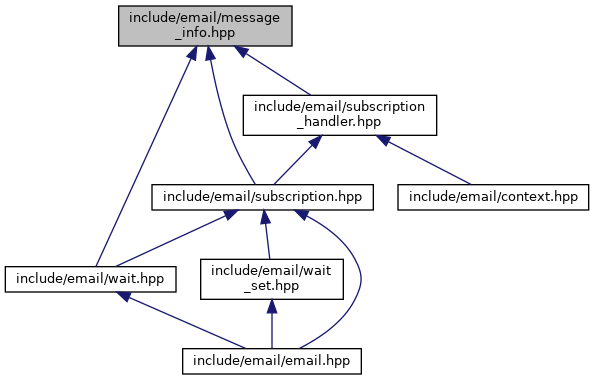 include/email/message
_info.hpp
include/email/subscription
_handler.hpp
include/email/subscription.hpp
include/email/context.hpp
include/email/wait.hpp
include/email/wait
_set.hpp
include/email/email.hpp